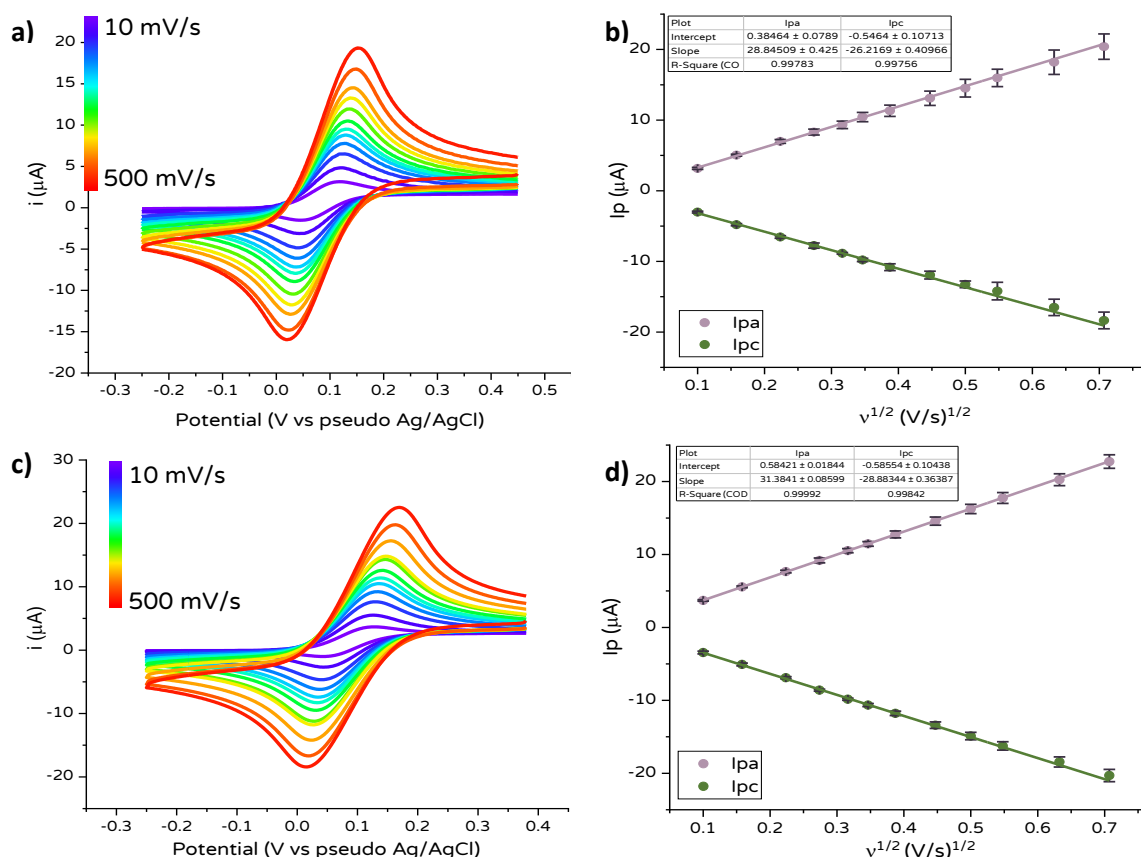 a)
10 mV/s
500 mV/s
20
15
10
5
0
-5
-10
-15
-20
i (µA)
-0.3 -0.2 -0.1 0.0 0.1 0.2 0.3 0.4 0.5
Potential (V vs pseudo Ag/AgCl)
b)
Plot Ipa Ipc
Intercept 0.38464 ± 0.0789 -0.5464 ± 0.10713
Slope 28.84509 ± 0.425 -26.2169 ± 0.40966
R-Square (CO 0.99783 0.99756
20
10
0
-10
-20
Ip (µA)
Ipa
Ipc
0.1 0.2 0.3 0.4 0.5 0.6 0.7
ν1/2 (V/s)1/2
c)
10 mV/s
500 mV/s
30
20
10
0
-10
-20
i (µA)
-0.3 -0.2 -0.1 0.0 0.1 0.2 0.3 0.4
Potential (V vs pseudo Ag/AgCl)
d)
Plot Ipa Ipc
Intercept 0.58421 ± 0.01844 -0.58554 ± 0.10438
Slope 31.3841 ± 0.08599 -28.88344 ± 0.36387
R-Square (COD 0.99992 0.99842
20
10
0
-10
-20
Ip (µA)
Ipa
Ipc
0.1 0.2 0.3 0.4 0.5 0.6 0.7
ν1/2 (V/s)1/2